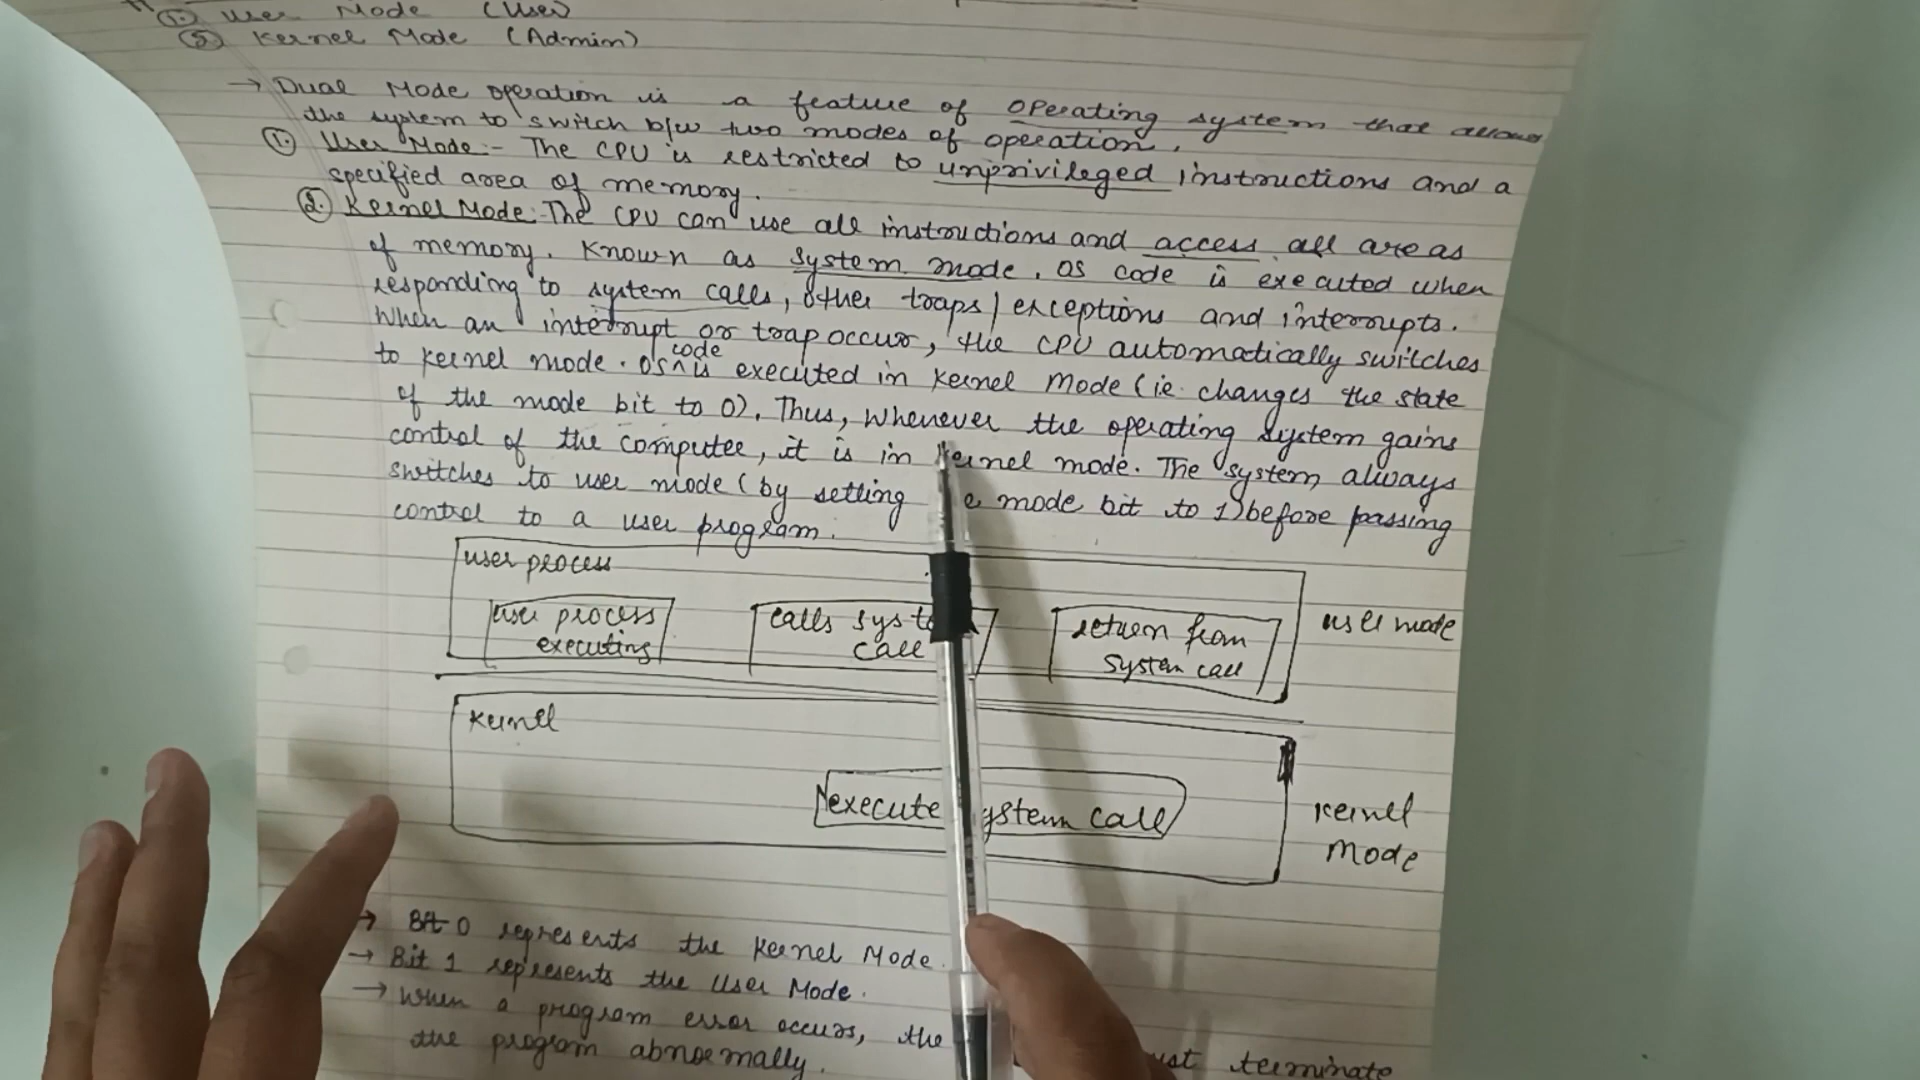 ① User Mode (User)
② Kernel Mode (Admin)
→ Dual Mode operation is a feature of operating system that allows
the system to switch b/w two modes of operation.
① User Mode:- The CPU is restricted to unprivileged instructions and a
specified area of memory.
② Kernel Mode:- The CPU can use all instructions and access all areas
of memory. Known as system mode. OS code is executed when
responding to system calls, other traps/exceptions and interrupts.
When an interrupt or trap occur, the CPU automatically switches
to kernel mode. OS code is executed in kernel mode (ie. changes the state
of the mode bit to 0). Thus, whenever the operating system gains
control of the computer, it is in kernel mode. The system always
switches to user mode (by setting mode bit to 1) before passing
control to a user program.
user process
user process
executing
calls
call
return from
system call
user mode
Kernel
execute system call
Kernel
Mode
→ Bit 0 represents the Kernel Mode.
→ Bit 1 represents the User Mode.
→ When a program error occurs, the
terminate
the program abnormally.